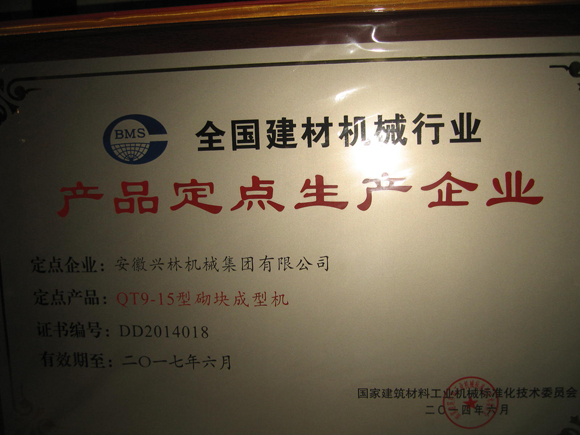 BMS
全国建材机械行业
产品定点生产企业
定点企业：安徽兴林机械集团有限公司
定点产品：QT9-15型砌块成型机
证书编号：DD2014018
有效期至：二〇一七年六月
国家建筑材料工业机械标准化技术委员会
二〇一四年六月